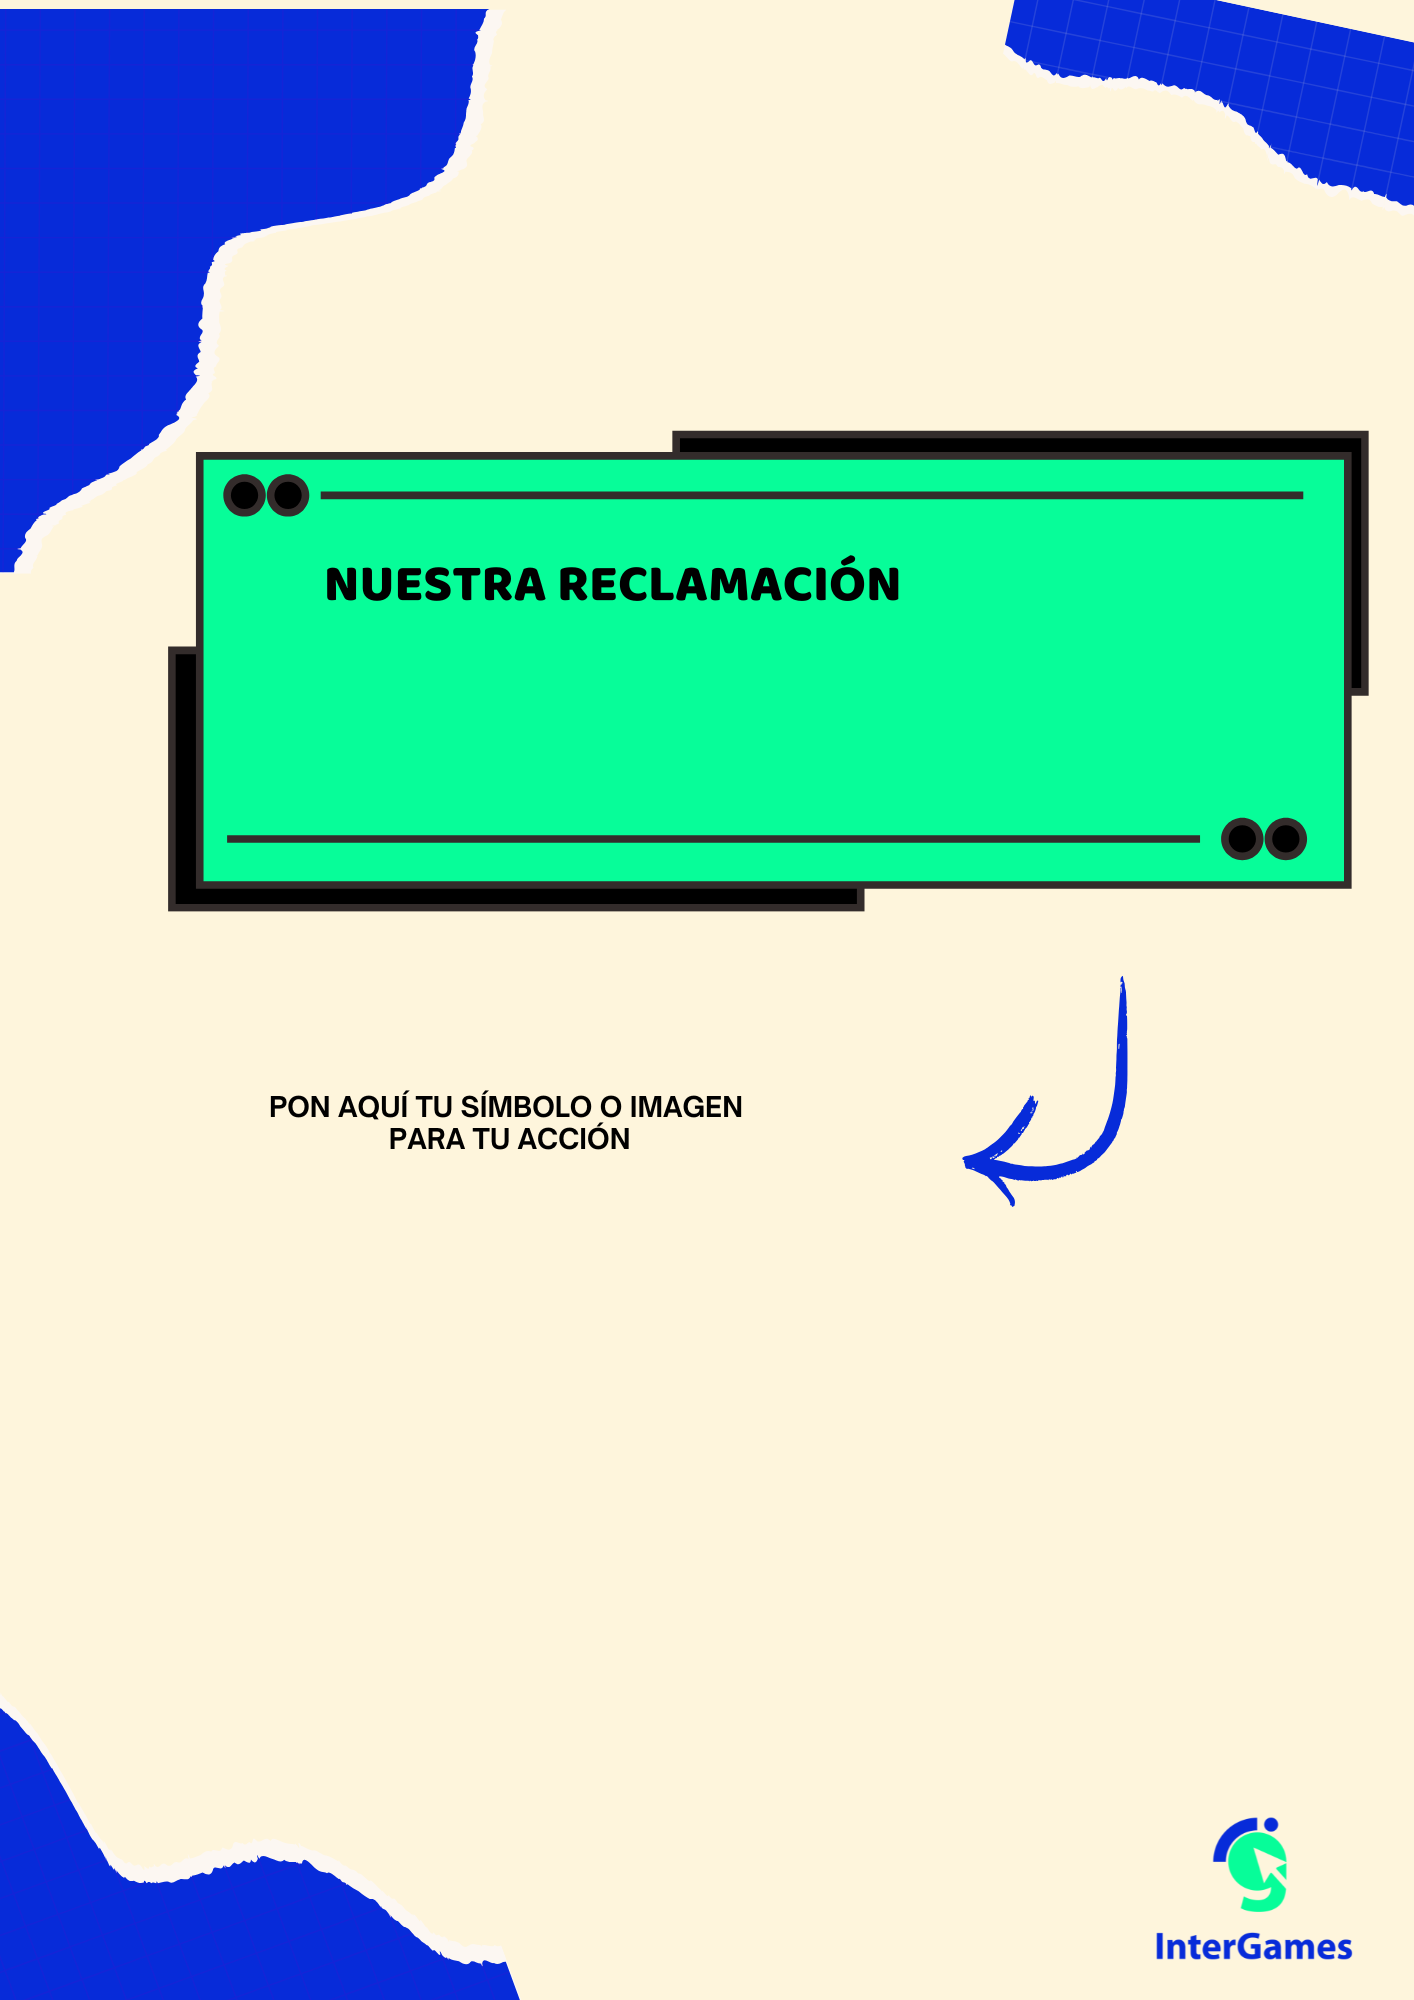 NUESTRA RECLAMACIÓN
PON AQUÍ TU SÍMBOLO O IMAGEN
PARA TU ACCIÓN
InterGames